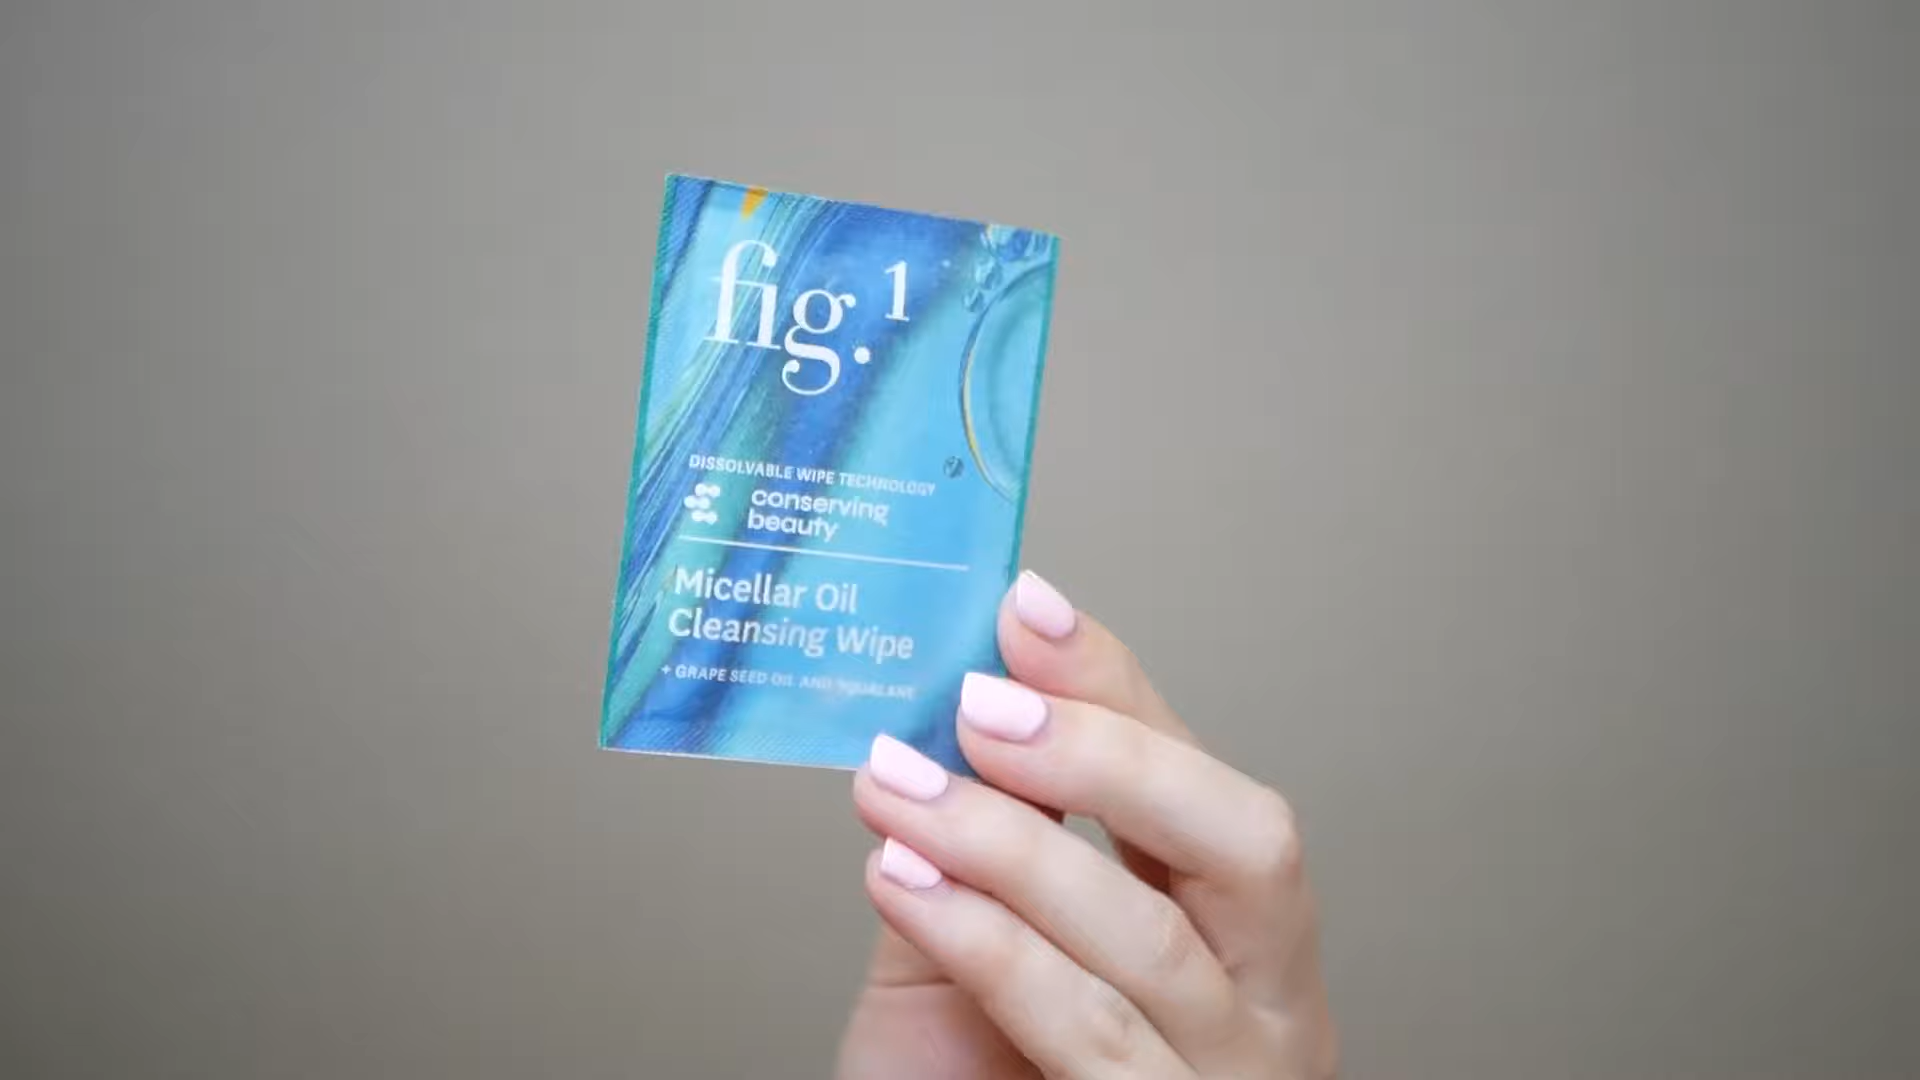 fig.1
DISSOLVABLE WIPE TECHNOLOGY
conserving
beauty
Micellar Oil
Cleansing Wipe
+ GRAPE SEED OIL AND SQUALANE